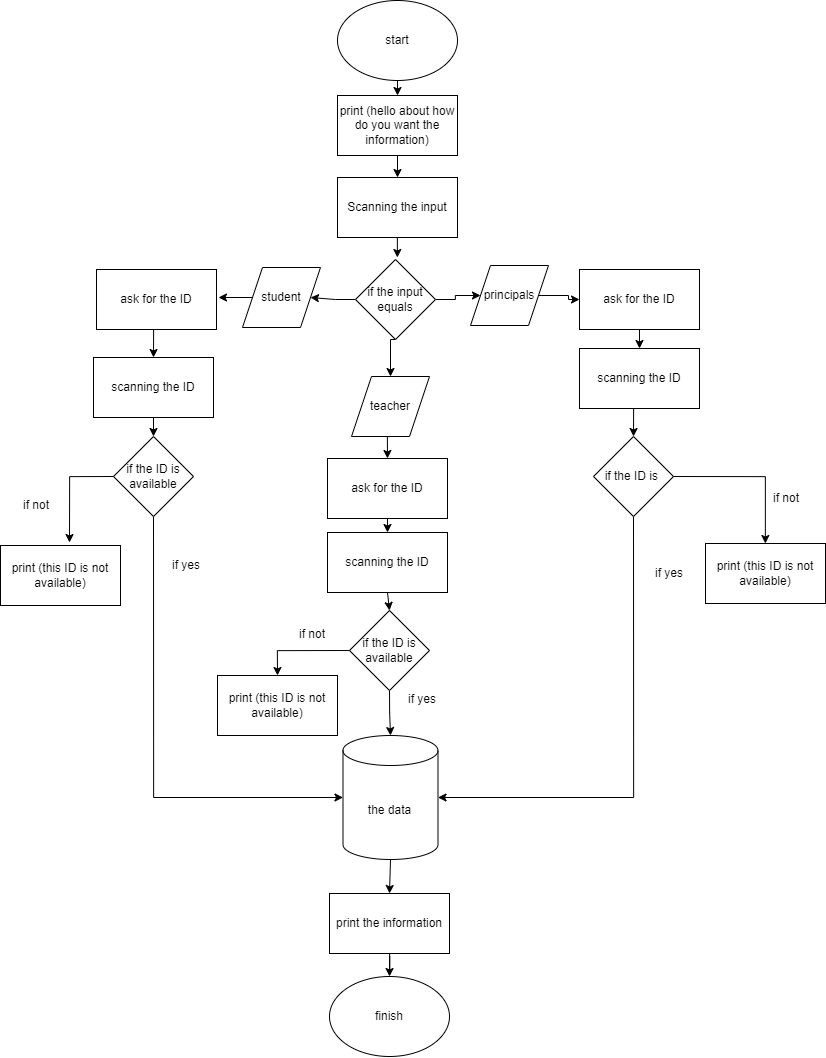 start
print (hello about how
do you want the
information)
Scanning the input
if the input
equals
student
principals
ask for the ID
ask for the ID
scanning the ID
scanning the ID
teacher
if the ID is
available
if the ID is
ask for the ID
if not
if not
print (this ID is not
available)
if yes
scanning the ID
if yes
print (this ID is not
available)
if not
if the ID is
available
print (this ID is not
available)
if yes
the data
print the information
finish